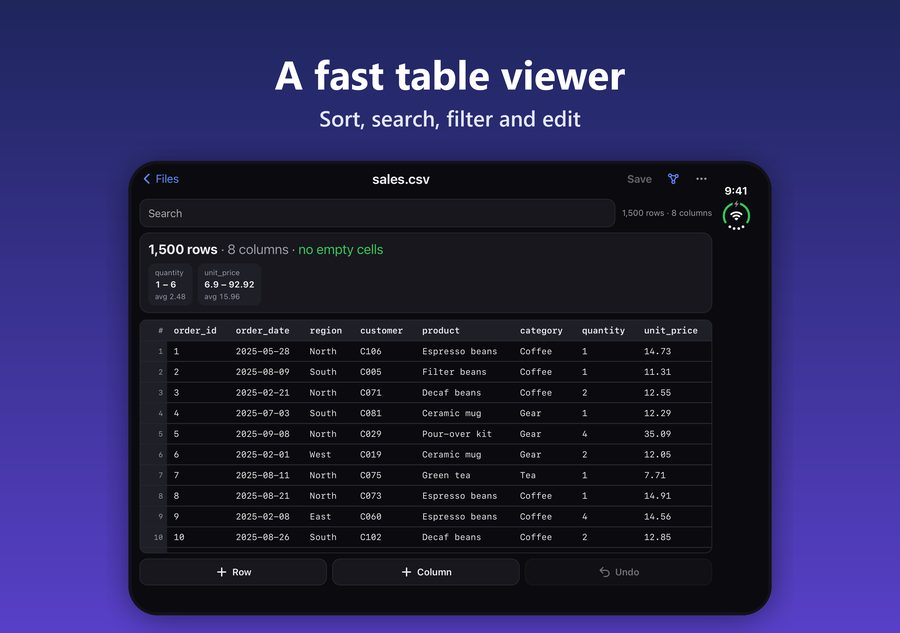 A fast table viewer
Sort, search, filter and edit
Files sales.csv Save
9:41
Search 1,500 rows · 8 columns
1,500 rows · 8 columns · no empty cells
quantity unit_price
1 – 6 6.9 – 92.92
avg 2.48 avg 15.96
# order_id order_date region customer product category quantity unit_price
1 1 2025-05-28 North C106 Espresso beans Coffee 1 14.73
2 2 2025-08-09 South C005 Filter beans Coffee 1 11.31
3 3 2025-02-21 North C071 Decaf beans Coffee 2 12.55
4 4 2025-07-03 South C081 Ceramic mug Gear 1 12.29
5 5 2025-09-08 North C029 Pour-over kit Gear 4 35.09
6 6 2025-02-01 West C019 Ceramic mug Gear 2 12.05
7 7 2025-08-11 North C075 Green tea Tea 1 7.71
8 8 2025-08-21 North C073 Espresso beans Coffee 1 14.91
9 9 2025-02-08 East C060 Espresso beans Coffee 4 14.56
10 10 2025-08-26 South C102 Decaf beans Coffee 2 12.85
+ Row + Column Undo